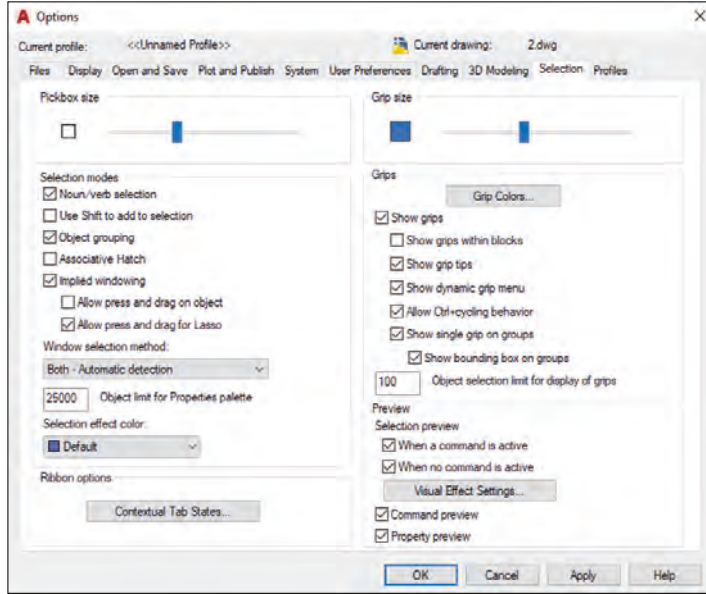 A Options
Current profile: <<Unnamed Profile>> Current drawing: 2.dwg
Files Display Open and Save Plot and Publish System User Preferences Drafting 3D Modeling Selection Profiles
Pickbox size
Selection modes
Noun/verb selection
Use Shift to add to selection
Object grouping
Associative Hatch
Implied windowing
Allow press and drag on object
Allow press and drag for Lasso
Window selection method:
Both - Automatic detection
25000 Object limit for Properties palette
Selection effect color:
Default
Ribbon options
Contextual Tab States...
Grip size
Grips
Grip Colors...
Show grips
Show grips within blocks
Show grip tips
Show dynamic grip menu
Allow Ctrl+cycling behavior
Show single grip on groups
Show bounding box on groups
100 Object selection limit for display of grips
Preview
Selection preview
When a command is active
When no command is active
Visual Effect Settings...
Command preview
Property preview
OK Cancel Apply Help